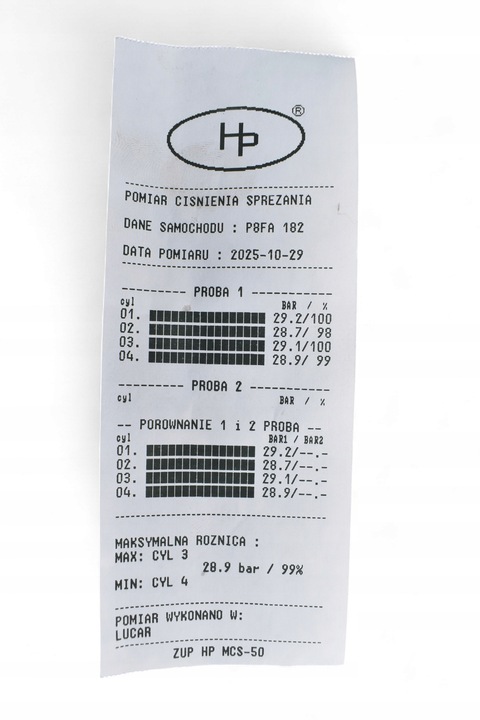 HP ®
POMIAR CISNIENIA SPREZANIA
DANE SAMOCHODU : P8FA 182
DATA POMIARU : 2025-10-29
-------- PROBA 1 ------------
cyl BAR / %
01. 29.2/100
02. 28.7/ 98
03. 29.1/100
04. 28.9/ 99
-------- PROBA 2 ------------
cyl BAR / %
-- POROWNANIE 1 i 2 PROBA --
cyl BAR1 / BAR2
01. 29.2/--.-
02. 28.7/--.-
03. 29.1/--.-
04. 28.9/--.-
MAKSYMALNA ROZNICA :
MAX: CYL 3
28.9 bar / 99%
MIN: CYL 4
POMIAR WYKONANO W:
LUCAR
ZUP HP MCS-50